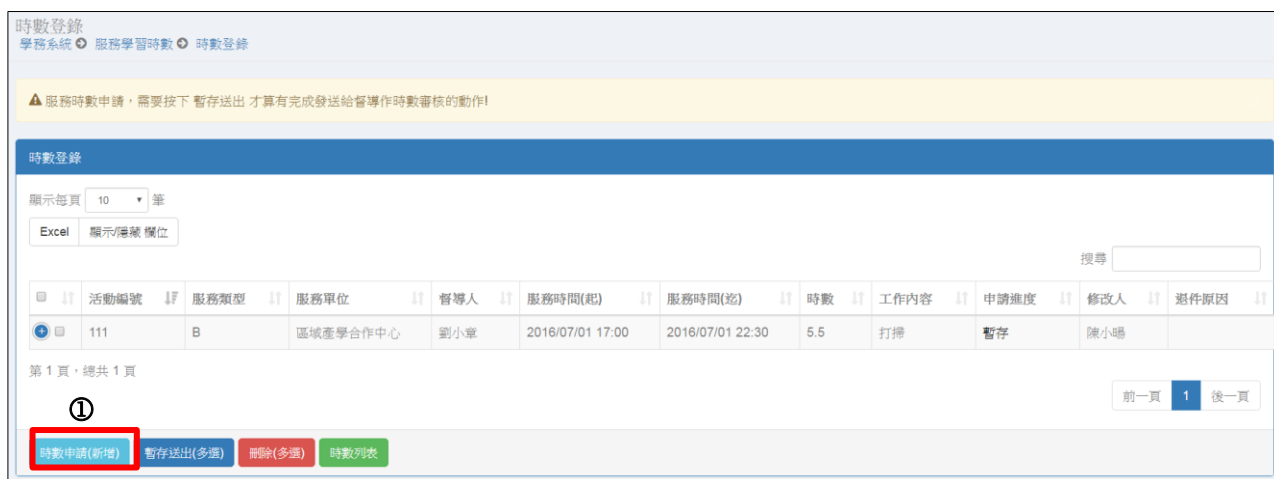 時數登錄
學務系統 服務學習時數 時數登錄
服務時數申請，需要按下 暫存送出 才算有完成發送給督導作時數審核的動作!
時數登錄
顯示每頁 10 筆
Excel 顯示/隱藏 欄位
搜尋
活動編號 服務類型 服務單位 督導人 服務時間(起) 服務時間(迄) 時數 工作內容 申請進度 修改人 退件原因
111 B 區域產學合作中心 劉小章 2016/07/01 17:00 2016/07/01 22:30 5.5 打掃 暫存 陳小暘
第 1 頁，總共 1 頁
前一頁 1 後一頁
①
時數申請(新增) 暫存送出(多選) 刪除(多選) 時數列表